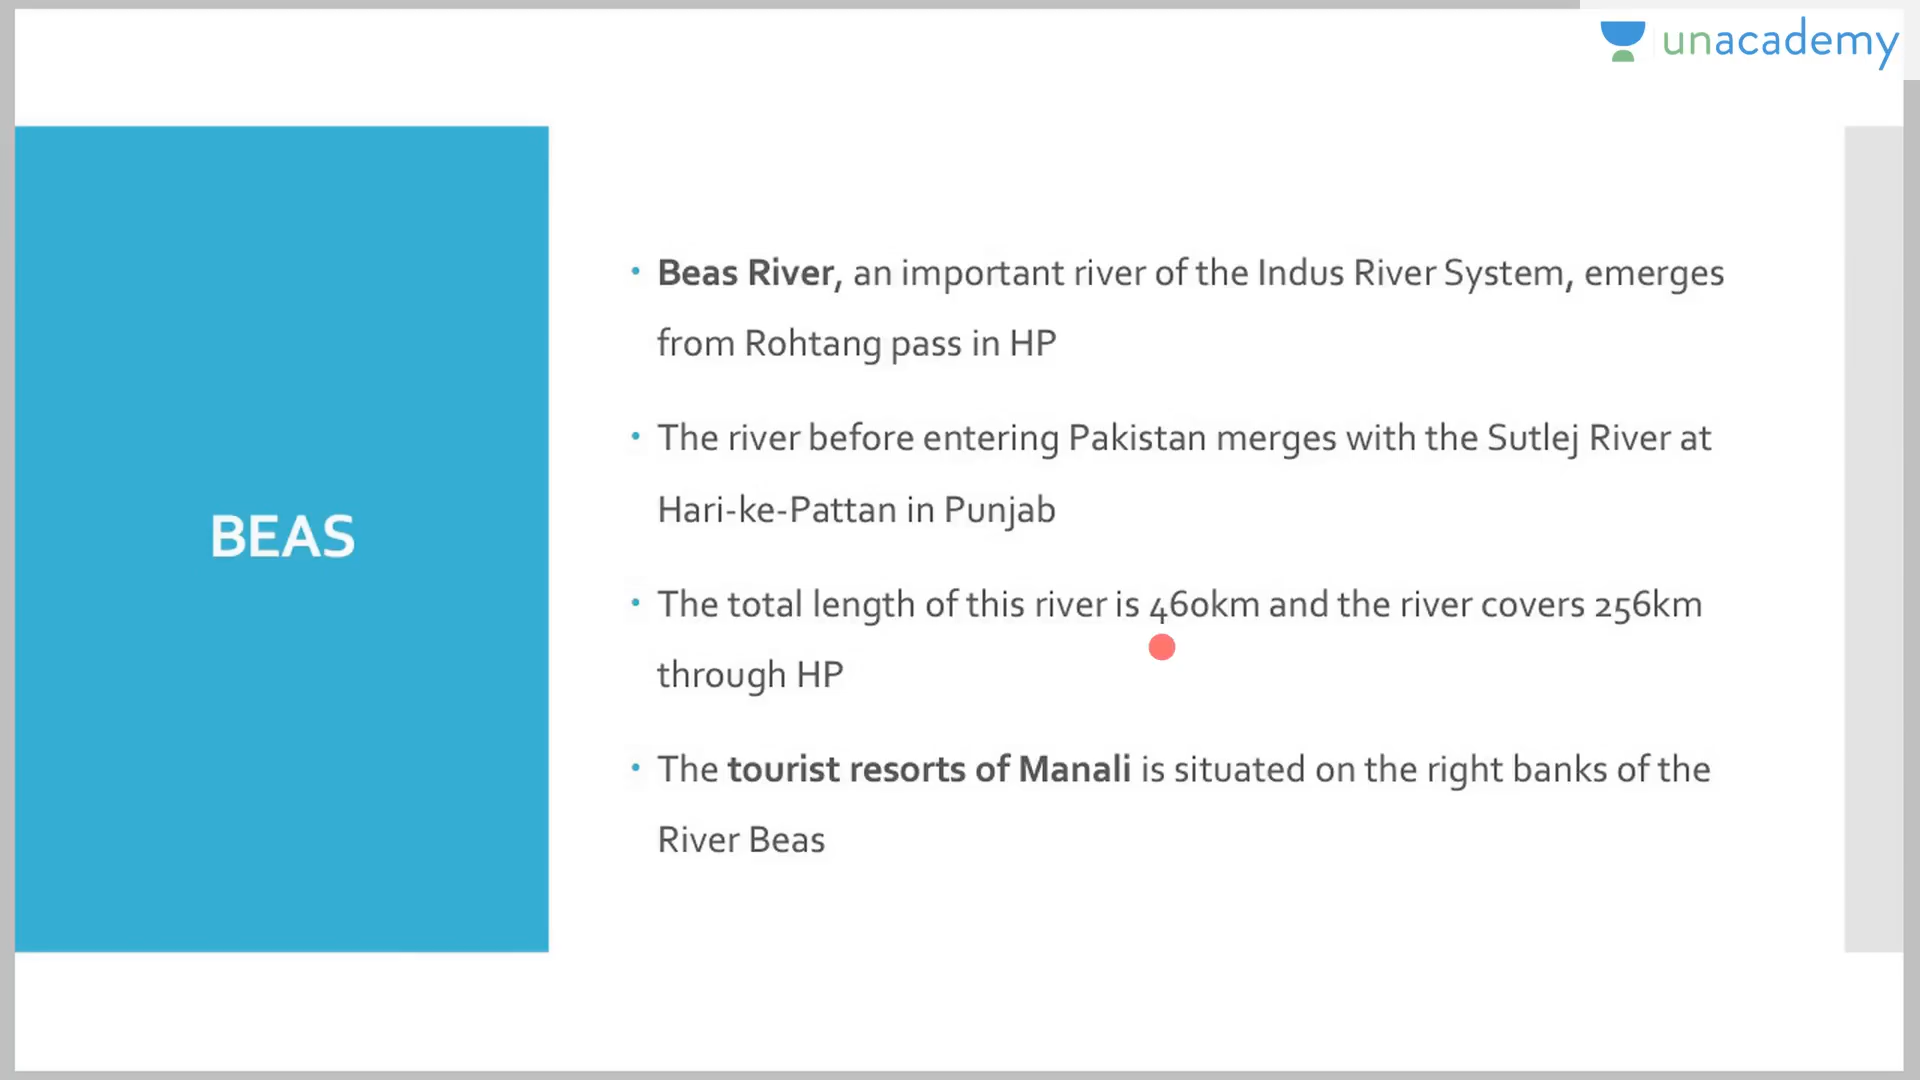 unacademy
BEAS
• Beas River, an important river of the Indus River System, emerges
from Rohtang pass in HP
• The river before entering Pakistan merges with the Sutlej River at
Hari-ke-Pattan in Punjab
• The total length of this river is 460km and the river covers 256km
through HP
• The tourist resorts of Manali is situated on the right banks of the
River Beas